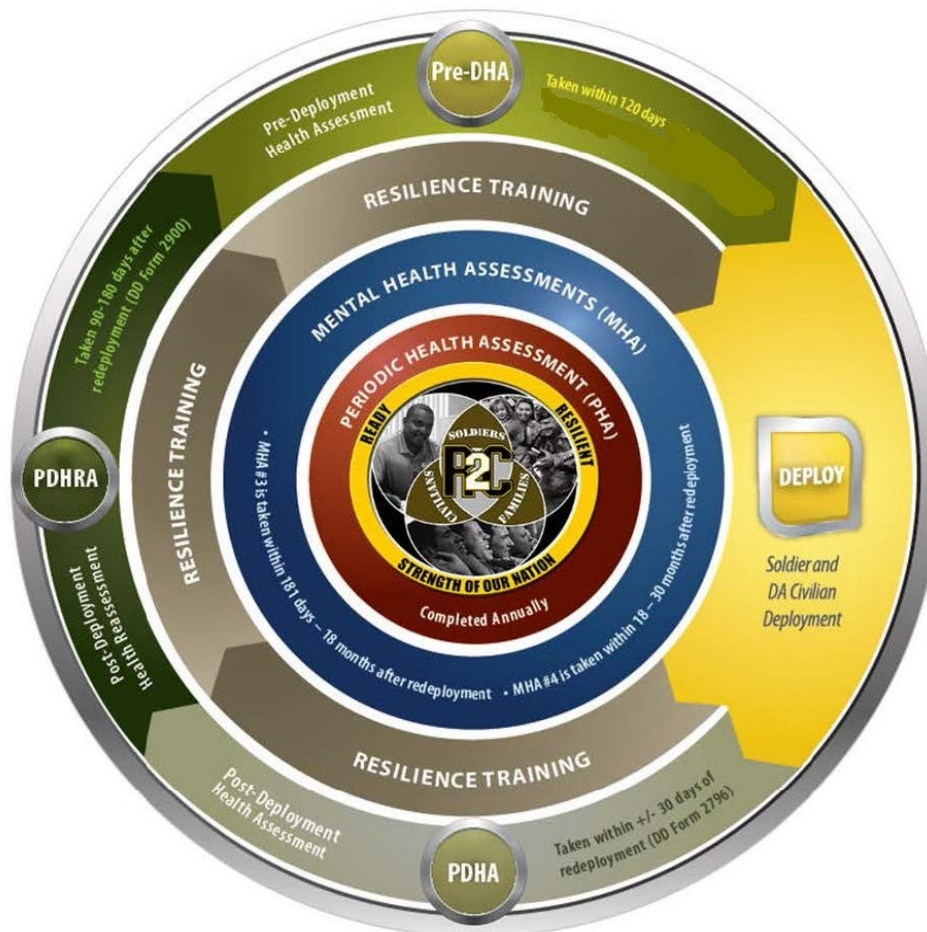 Pre-DHA
Pre-Deployment
Health Assessment
Taken within 120 days
RESILIENCE TRAINING
MENTAL HEALTH ASSESSMENTS (MHA)
PERIODIC HEALTH ASSESSMENT (PHA)
READY
RESILIENT
STRENGTH OF OUR NATION
SOLDIERS
FAMILIES
CIVILIANS
R2C
Completed Annually
• MHA #3 is taken within 181 days – 18 months after redeployment
• MHA #4 is taken within 18 – 30 months after redeployment
DEPLOY
Soldier and
DA Civilian
Deployment
Taken within +/- 30 days of
redeployment (DD Form 2796)
PDHA
Post-Deployment
Health Assessment
RESILIENCE TRAINING
Post-Deployment
Health Reassessment
PDHRA
Taken 90-180 days after
redeployment (DD Form 2900)
RESILIENCE TRAINING